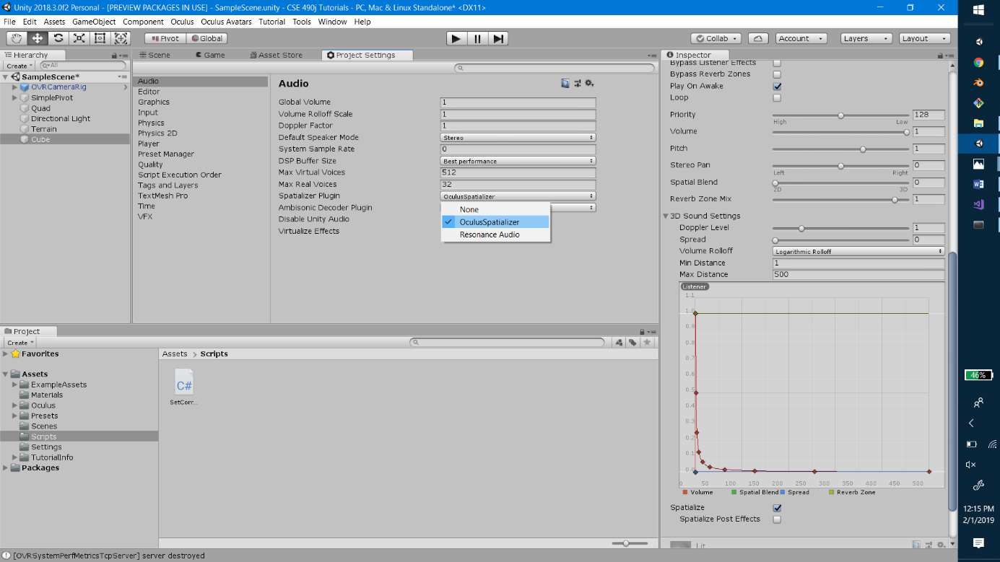 Unity 2018.3.0f2 Personal - [PREVIEW PACKAGES IN USE] - SampleScene.unity - CSE 490j Tutorials - PC, Mac & Linux Standalone* <DX11>
File Edit Assets GameObject Component Oculus Oculus Avatars Tutorial Tools Window Help
Pivot Global Collab Account Layers Layout
Hierarchy
Create All
SampleScene*
OVRCameraRig
SimplePivot
Quad
Directional Light
Terrain
Cube
Scene Game Asset Store Project Settings
Audio
Editor
Graphics
Input
Physics
Physics 2D
Player
Preset Manager
Quality
Script Execution Order
Tags and Layers
TextMesh Pro
Time
VFX
Audio
Global Volume 1
Volume Rolloff Scale 1
Doppler Factor 1
Default Speaker Mode Stereo
System Sample Rate 0
DSP Buffer Size Best performance
Max Virtual Voices 512
Max Real Voices 32
Spatializer Plugin OculusSpatializer
Ambisonic Decoder Plugin
Disable Unity Audio
Virtualize Effects
None
OculusSpatializer
Resonance Audio
Inspector
Bypass Listener Effects
Bypass Reverb Zones
Play On Awake
Loop
Priority 128
High Low
Volume 1
Pitch 1
Stereo Pan 0
Left Right
Spatial Blend 0
2D 3D
Reverb Zone Mix 1
3D Sound Settings
Doppler Level 1
Spread 0
Volume Rolloff Logarithmic Rolloff
Min Distance 1
Max Distance 500
Listener
1.1
1.0
0.9
0.8
0.7
0.6
0.5
0.4
0.3
0.2
0.1
0.0
0 50 100 150 200 250 300 350 400 450 500
Volume Spatial Blend Spread Reverb Zone
Spatialize
Spatialize Post Effects
Lit
Project
Create
Favorites
Assets
ExampleAssets
Materials
Oculus
Presets
Scenes
Scripts
Settings
TutorialInfo
Packages
Assets > Scripts
C#
SetCorr...
[OVRSystemPerfMetricsTcpServer] server destroyed
46%
12:15 PM
2/1/2019